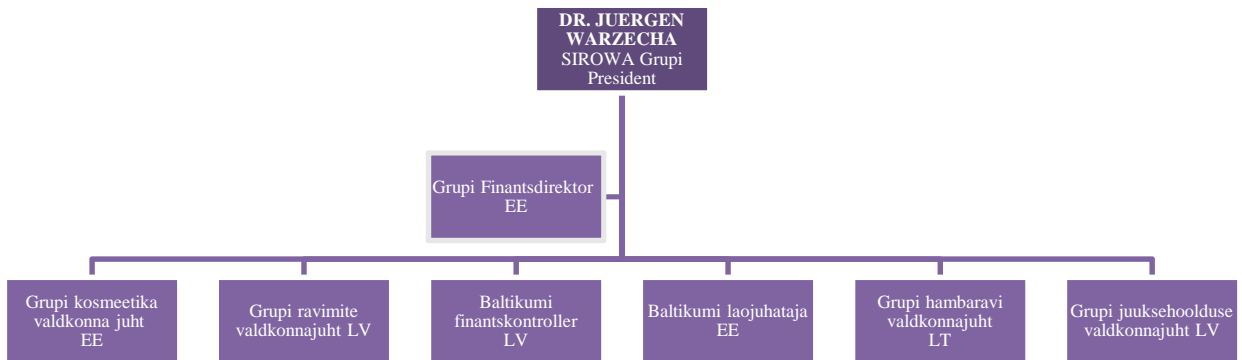 DR. JUERGEN
WARZECHA
SIROWA Grupi
President
Grupi Finantsdirektor
EE
Grupi kosmeetika
valdkonna juht
EE
Grupi ravimite
valdkonnajuht LV
Baltikumi
finantskontroller
LV
Baltikumi laojuhataja
EE
Grupi hambaravi
valdkonnajuht
LT
Grupi juuksehoolduse
valdkonnajuht LV